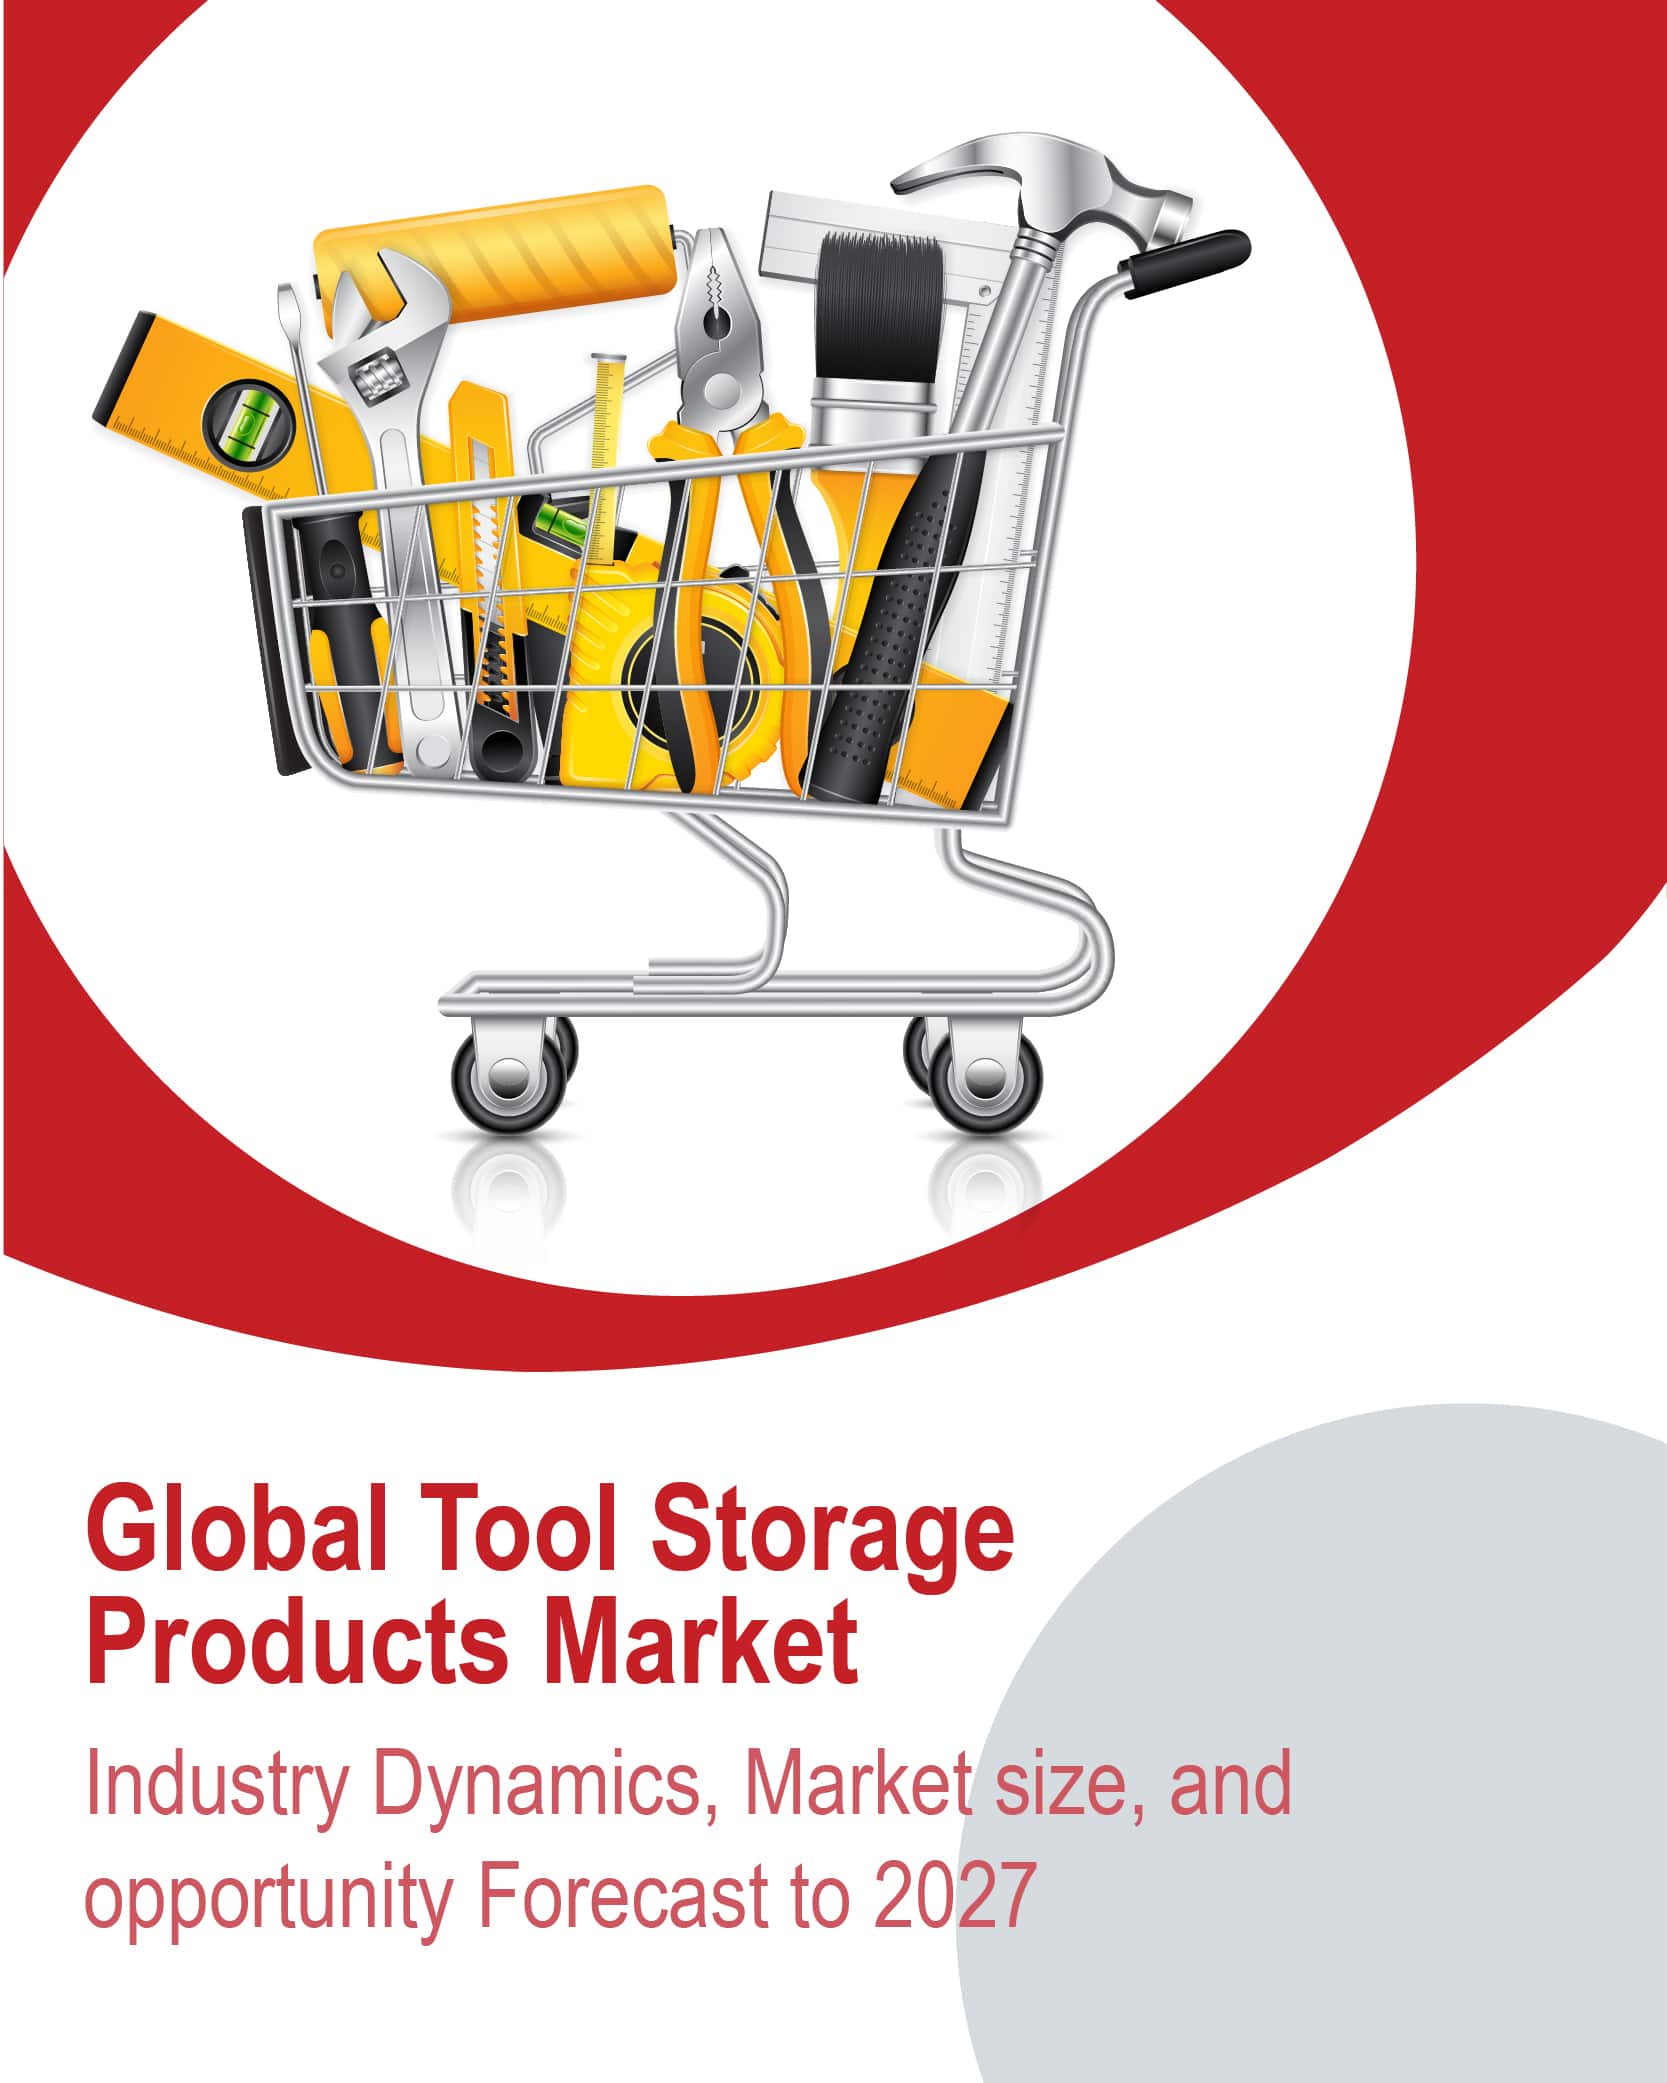 Global Tool Storage
Products Market
Industry Dynamics, Market size, and
opportunity Forecast to 2027